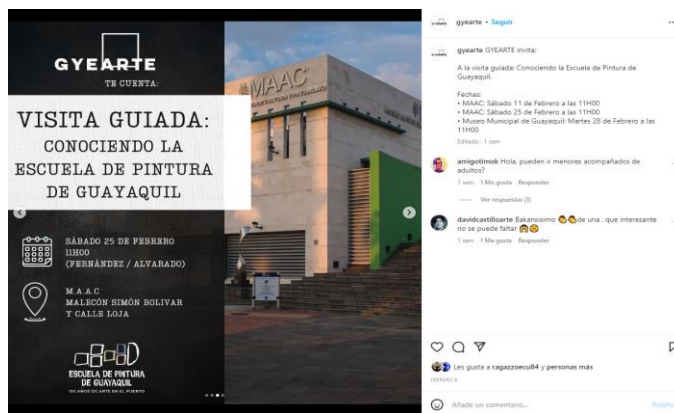 GYEARTE
TE CUENTA:
VISITA GUIADA:
CONOCIENDO LA
ESCUELA DE PINTURA
DE GUAYAQUIL
SÁBADO 25 DE FEBRERO
11H00
(FERNÁNDEZ / ALVARADO)
M.A.A.C
MALECÓN SIMÓN BOLIVAR
Y CALLE LOJA
ESCUELA DE PINTURA
DE GUAYAQUIL
MAAC
gyearte • Seguir
gyearte GYEARTE invita:
A la visita guiada: Conociendo la Escuela de Pintura de
Guayaquil.
Fechas:
• MAAC: Sábado 11 de Febrero a las 11H00
• MAAC: Sábado 25 de Febrero a las 11H00
• Museo Municipal de Guayaquil: Martes 28 de Febrero a las
11H00
Editado · 1 sem
amigotimok Hola. pueden ir menores acompañados de
adultos?
1 sem 1 Me gusta Responder
Ver respuestas (1)
davidcastilloarte Bakansisimo 👏👏de una . que interesante
no se puede faltar
1 sem 1 Me gusta Responder
Les gusta a ragazzoecu84 y personas más
Añade un comentario...